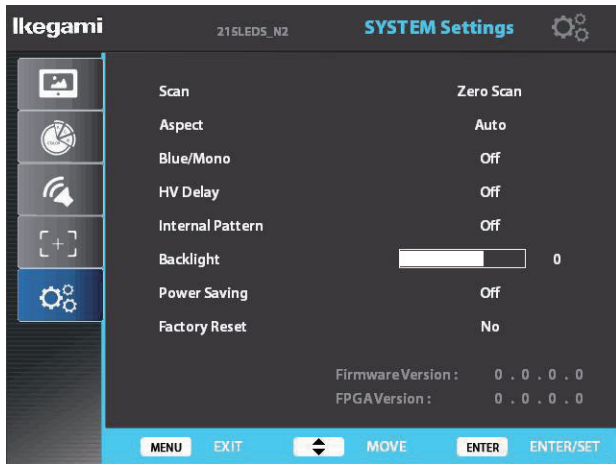 Ikegami 215LEDS_N2 SYSTEM Settings
COLOR
Scan Zero Scan
Aspect Auto
Blue/Mono Off
HV Delay Off
Internal Pattern Off
Backlight 0
Power Saving Off
Factory Reset No
Firmware Version : 0 . 0 . 0 . 0
FPGA Version : 0 . 0 . 0 . 0
MENU EXIT MOVE ENTER ENTER/SET